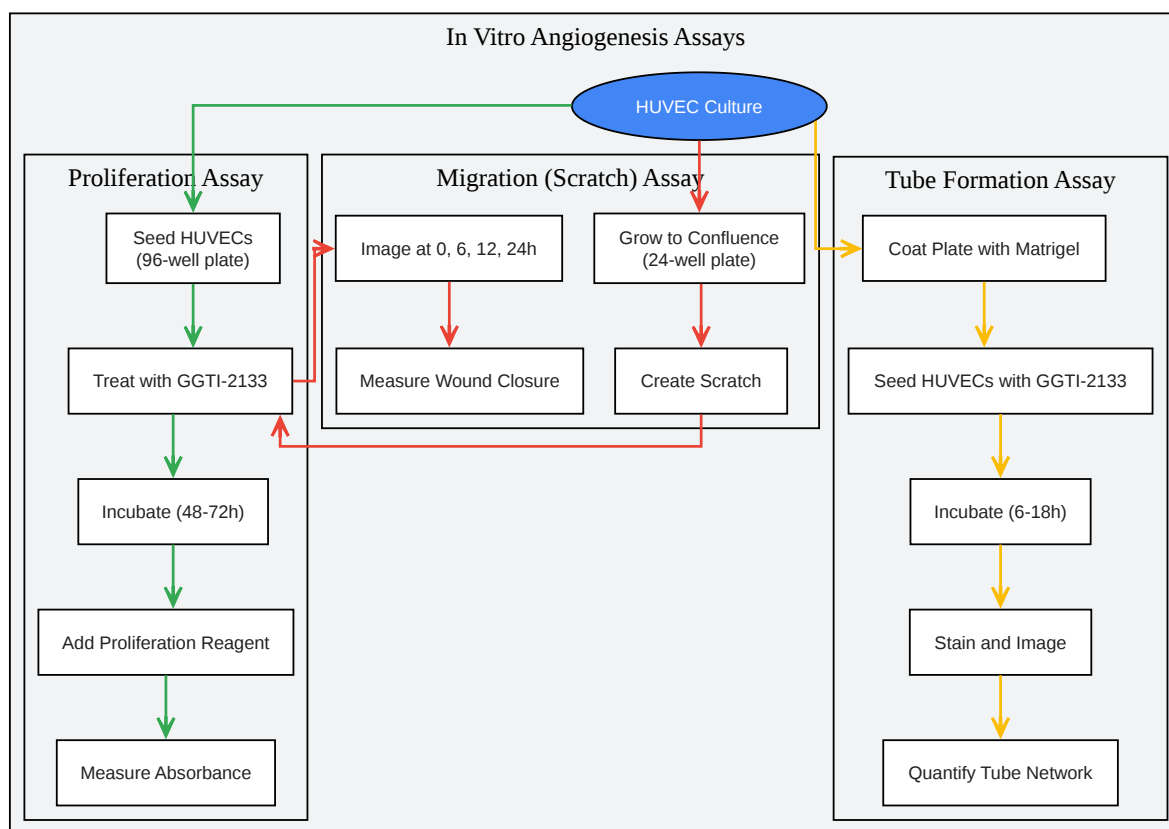 In Vitro Angiogenesis Assays
HUVEC Culture
Proliferation Assay
Seed HUVECs
(96-well plate)
Treat with GGTI-2133
Incubate (48-72h)
Add Proliferation Reagent
Measure Absorbance
Migration (Scratch) Assay
Image at 0, 6, 12, 24h
Grow to Confluence
(24-well plate)
Measure Wound Closure
Create Scratch
Tube Formation Assay
Coat Plate with Matrigel
Seed HUVECs with GGTI-2133
Incubate (6-18h)
Stain and Image
Quantify Tube Network